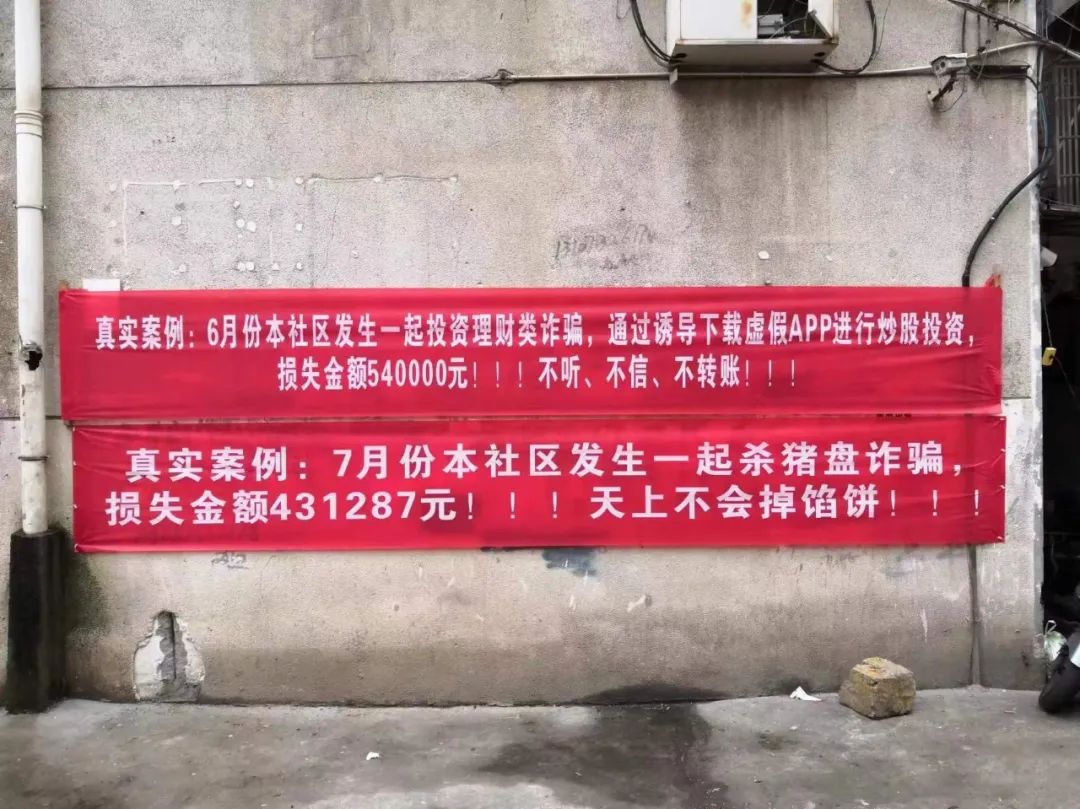 真实案例：6月份本社区发生一起投资理财类诈骗，通过诱导下载虚假APP进行炒股投资，
损失金额540000元！！！不听、不信、不转账！！！
真实案例：7月份本社区发生一起杀猪盘诈骗，
损失金额431287元！！！天上不会掉馅饼！！！